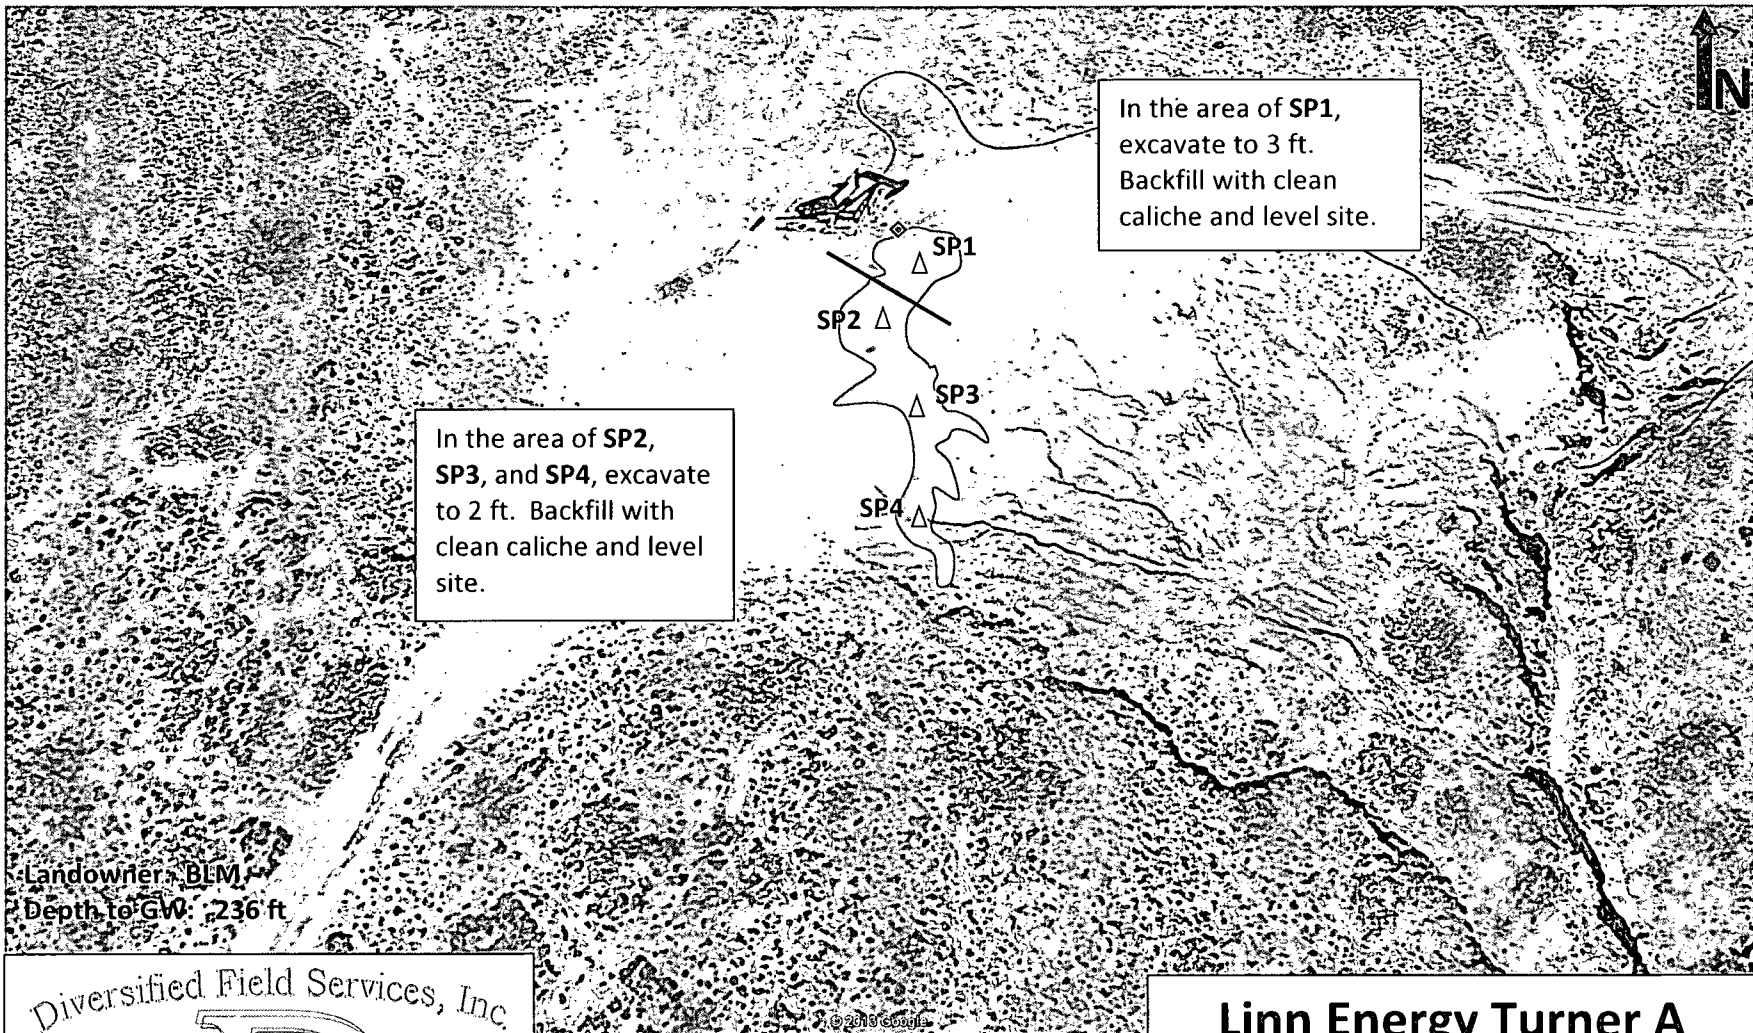 N
In the area of SP1,
excavate to 3 ft.
Backfill with clean
caliche and level site.
SP1
SP2
SP3
In the area of SP2,
SP3, and SP4, excavate
to 2 ft. Backfill with
clean caliche and level
site.
SP4
Landowner: BLM
Depth to GW: 236 ft
Diversified Field Services, Inc.
© 2013 Google
Linn Energy Turner A